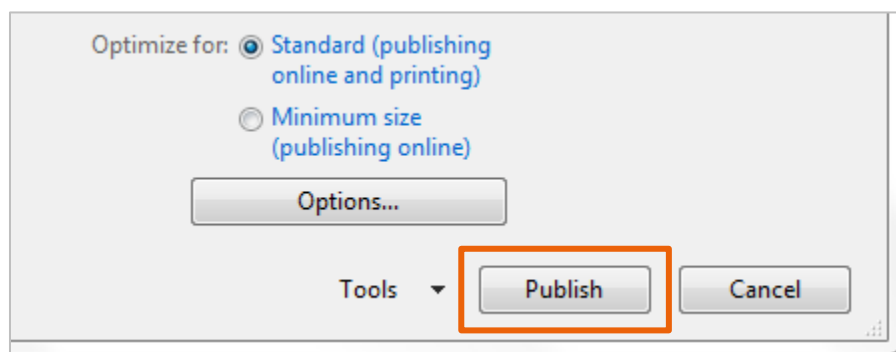 Optimize for: Standard (publishing
online and printing)
Minimum size
(publishing online)
Options...
Tools Publish Cancel